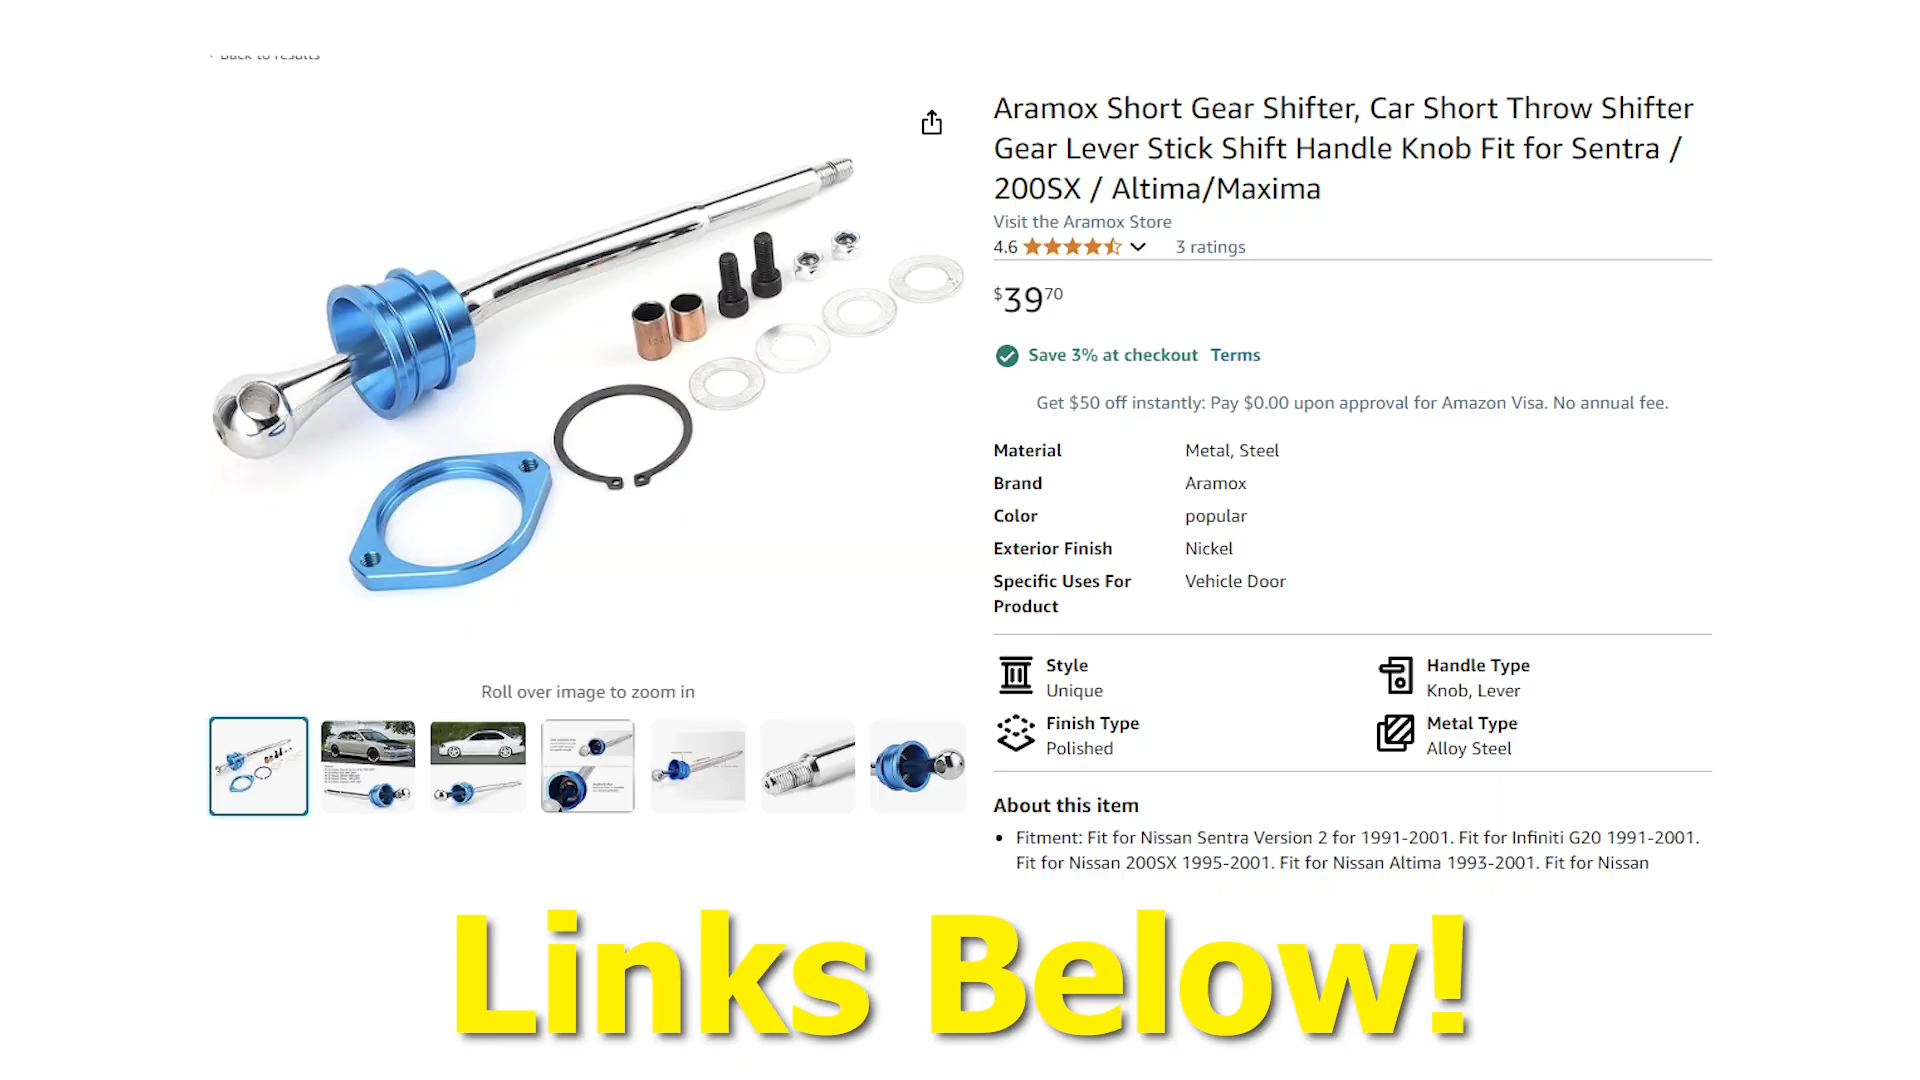 Back to results
Aramox Short Gear Shifter, Car Short Throw Shifter
Gear Lever Stick Shift Handle Knob Fit for Sentra /
200SX / Altima/Maxima
Visit the Aramox Store
4.6 3 ratings
$39.70
Save 3% at checkout Terms
Get $50 off instantly: Pay $0.00 upon approval for Amazon Visa. No annual fee.
Material Metal, Steel
Brand Aramox
Color popular
Exterior Finish Nickel
Specific Uses For Vehicle Door
Product
Style
Unique
Handle Type
Knob, Lever
Finish Type
Polished
Metal Type
Alloy Steel
About this item
• Fitment: Fit for Nissan Sentra Version 2 for 1991-2001. Fit for Infiniti G20 1991-2001.
Fit for Nissan 200SX 1995-2001. Fit for Nissan Altima 1993-2001. Fit for Nissan
Roll over image to zoom in
Links Below!